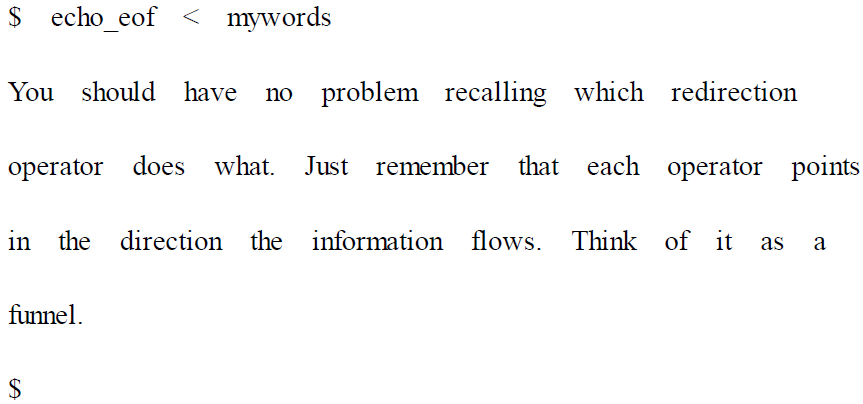 $ echo_eof < mywords
You should have no problem recalling which redirection
operator does what. Just remember that each operator points
in the direction the information flows. Think of it as a
funnel.
$